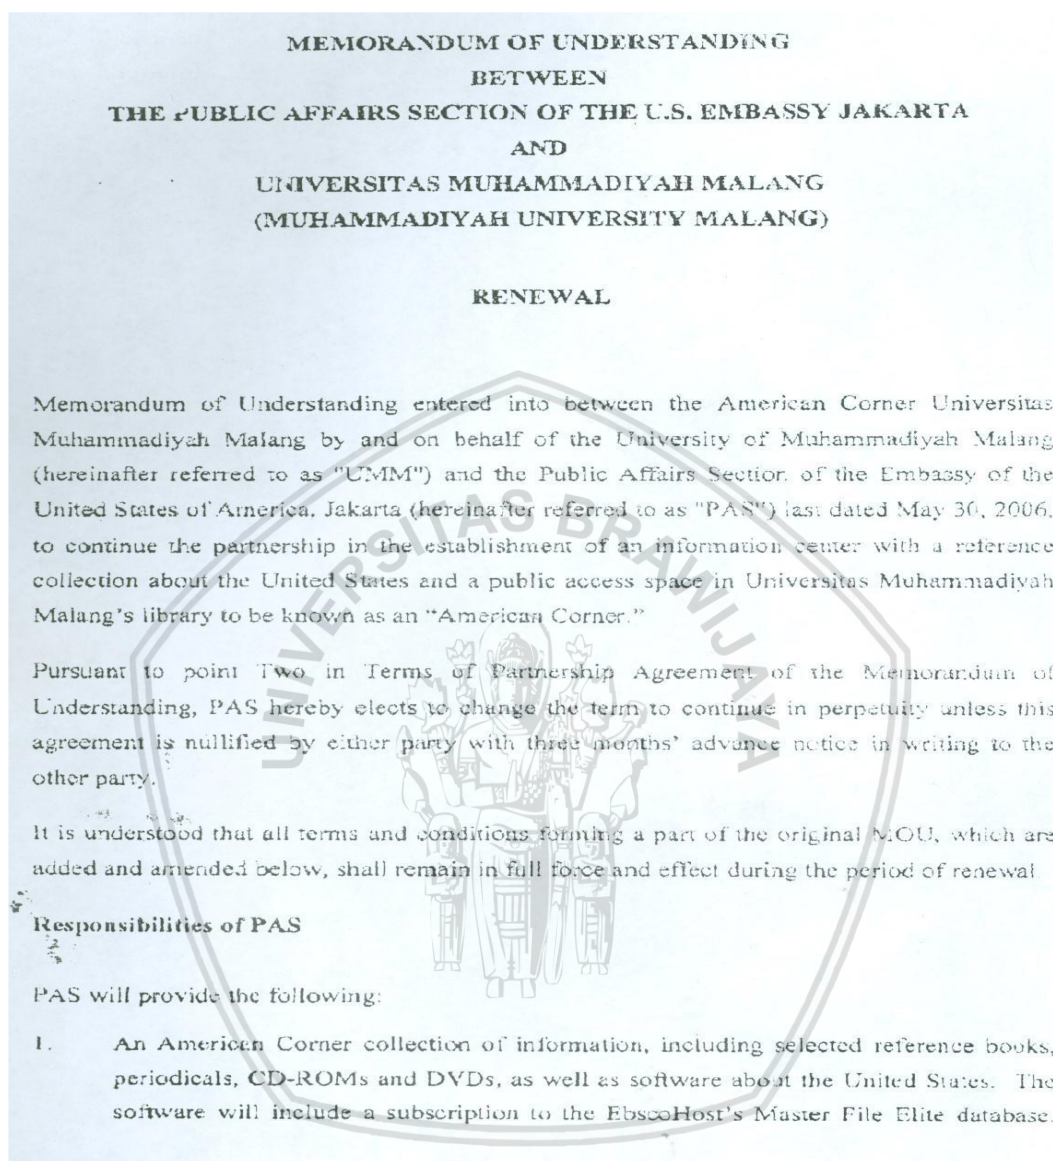 MEMORANDUM OF UNDERSTANDING
BETWEEN
THE PUBLIC AFFAIRS SECTION OF THE U.S. EMBASSY JAKARTA
AND
UNIVERSITAS MUHAMMADIYAH MALANG
(MUHAMMADIYAH UNIVERSITY MALANG)
RENEWAL
Memorandum of Understanding entered into between the American Corner Universitas
Muhammadiyah Malang by and on behalf of the University of Muhammadiyah Malang
(hereinafter referred to as "UMM") and the Public Affairs Section of the Embassy of the
United States of America, Jakarta (hereinafter referred to as "PAS") last dated May 30, 2006,
to continue the partnership in the establishment of an information center with a reference
collection about the United States and a public access space in Universitas Muhammadiyah
Malang's library to be known as an "American Corner."
Pursuant to point Two in Terms of Partnership Agreement of the Memorandum of
Understanding, PAS hereby elects to change the term to continue in perpetuity unless this
agreement is nullified by either party with three months' advance notice in writing to the
other party.
It is understood that all terms and conditions forming a part of the original MOU, which are
added and amended below, shall remain in full force and effect during the period of renewal
Responsibilities of PAS
PAS will provide the following:
1. An American Corner collection of information, including selected reference books,
periodicals, CD-ROMs and DVDs, as well as software about the United States. The
software will include a subscription to the EbscoHost's Master File Elite database,
UNIVERSITAS BRAWIJAYA